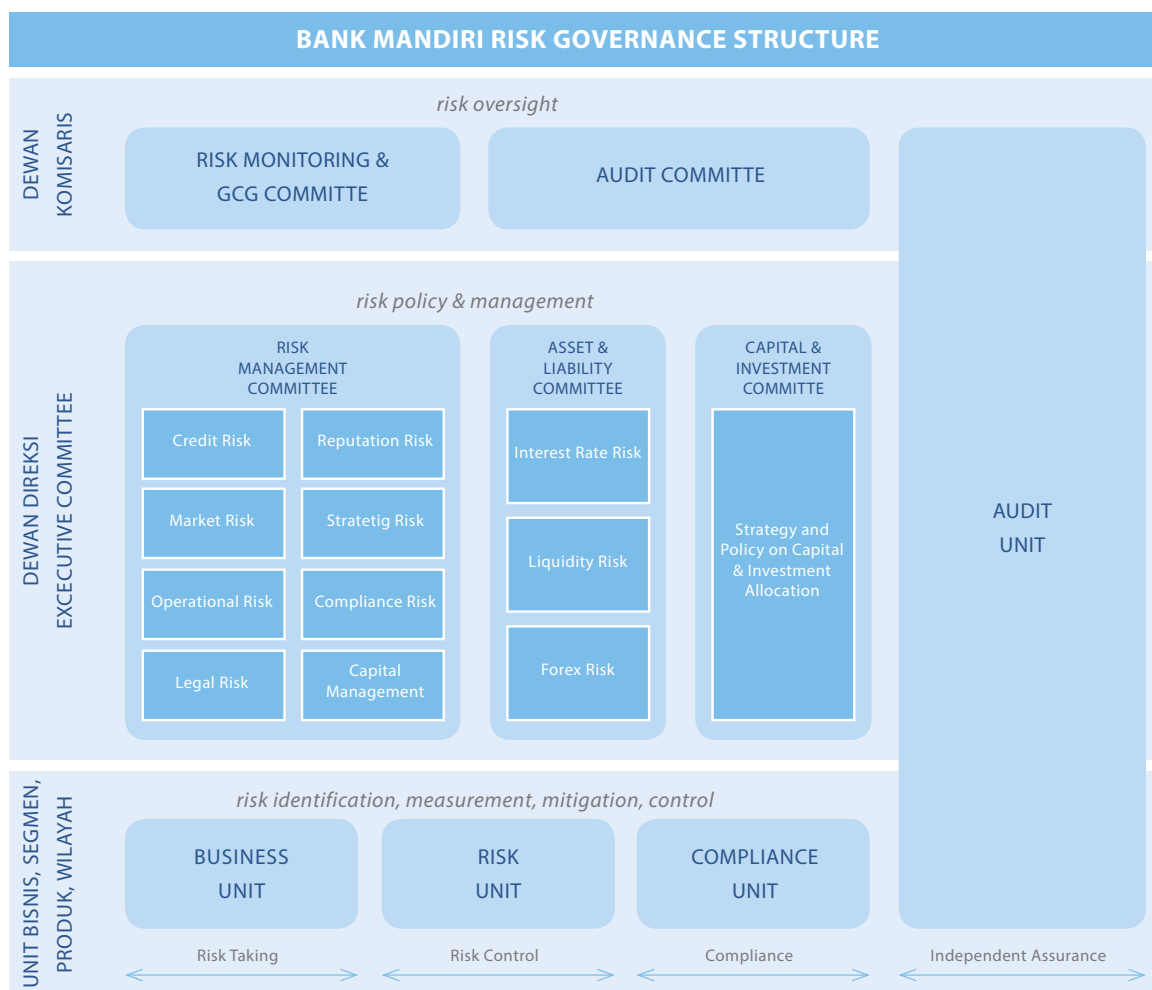 BANK MANDIRI RISK GOVERNANCE STRUCTURE
DEWAN
KOMISARIS
risk oversight
RISK MONITORING &
GCG COMMITTE
AUDIT COMMITTE
DEWAN DIREKSI
EXCECUTIVE COMMITTEE
risk policy & management
RISK
MANAGEMENT
COMMITTEE
Credit Risk
Reputation Risk
Market Risk
Stratetig Risk
Operational Risk
Compliance Risk
Legal Risk
Capital
Management
ASSET &
LIABILITY
COMMITTEE
Interest Rate Risk
Liquidity Risk
Forex Risk
CAPITAL &
INVESTMENT
COMMITTE
Strategy and
Policy on Capital
& Investment
Allocation
AUDIT
UNIT
UNIT BISNIS, SEGMEN,
PRODUK, WILAYAH
risk identification, measurement, mitigation, control
BUSINESS
UNIT
RISK
UNIT
COMPLIANCE
UNIT
Risk Taking
Risk Control
Compliance
Independent Assurance